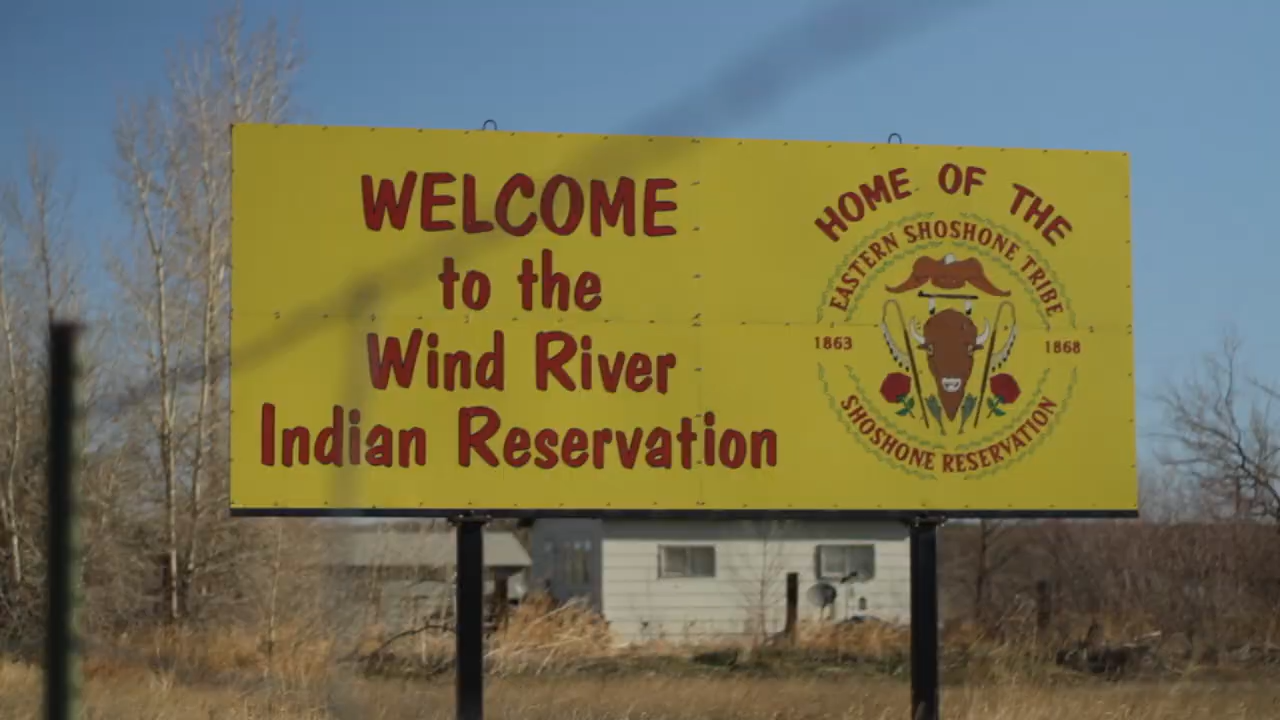 WELCOME
to the
Wind River
Indian Reservation
HOME OF THE
EASTERN SHOSHONE TRIBE
1863
1868
SHOSHONE RESERVATION